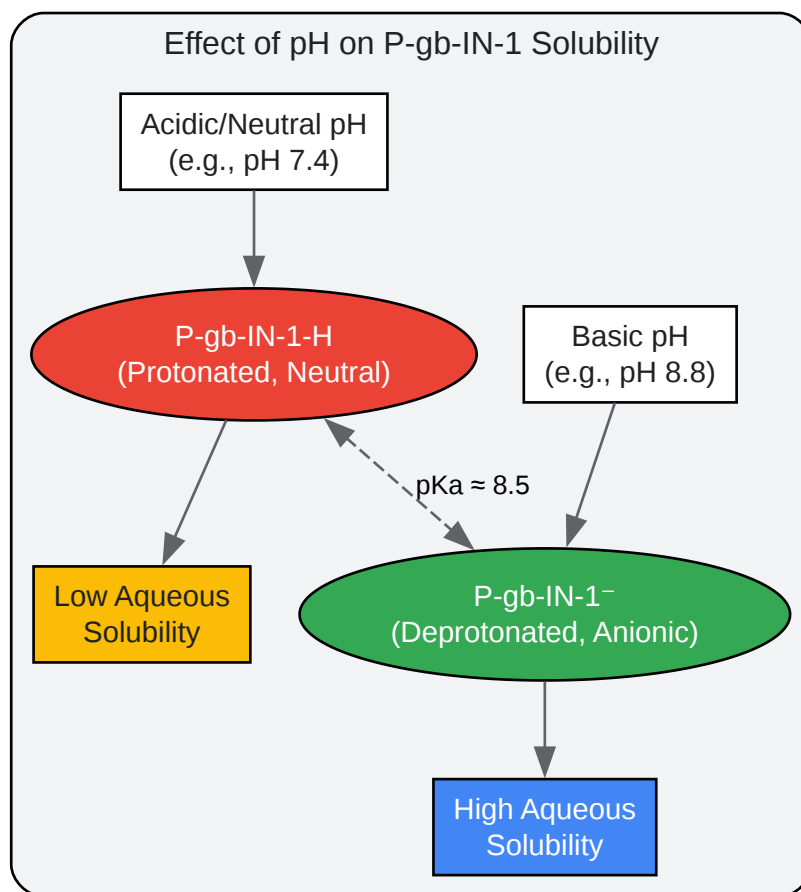 Effect of pH on P-gb-IN-1 Solubility
Acidic/Neutral pH
(e.g., pH 7.4)
P-gb-IN-1-H
(Protonated, Neutral)
Basic pH
(e.g., pH 8.8)
pKa ≈ 8.5
Low Aqueous
Solubility
P-gb-IN-1⁻
(Deprotonated, Anionic)
High Aqueous
Solubility